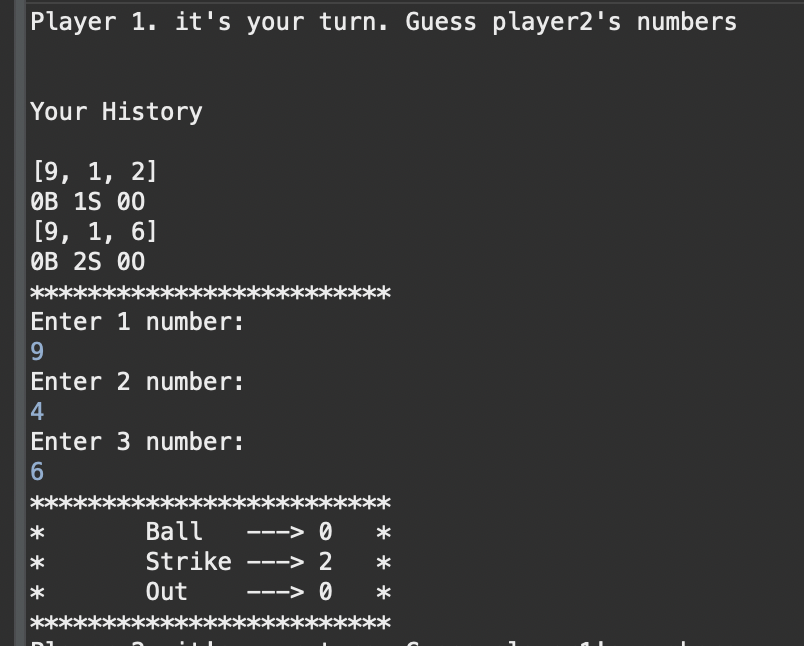 Player 1. it's your turn. Guess player2's numbers
Your History
[9, 1, 2]
0B 1S 0O
[9, 1, 6]
0B 2S 0O
*************************
Enter 1 number:
9
Enter 2 number:
4
Enter 3 number:
6
*************************
*       Ball   ---> 0   *
*       Strike ---> 2   *
*       Out    ---> 0   *
*************************